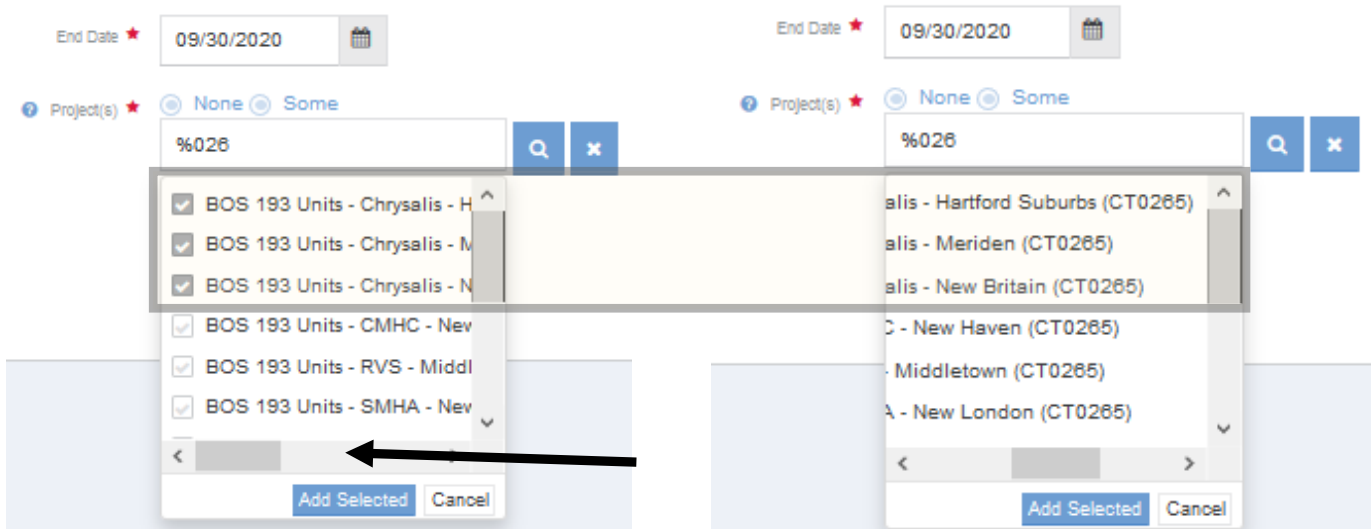 End Date ★ 09/30/2020
Project(s) ★ None Some
%026
BOS 193 Units - Chrysalis - H
BOS 193 Units - Chrysalis - M
BOS 193 Units - Chrysalis - N
BOS 193 Units - CMHC - New
BOS 193 Units - RVS - Middl
BOS 193 Units - SMHA - New
Add Selected Cancel
End Date ★ 09/30/2020
Project(s) ★ None Some
%026
alis - Hartford Suburbs (CT0265)
alis - Meriden (CT0265)
alis - New Britain (CT0265)
C - New Haven (CT0265)
- Middletown (CT0265)
A - New London (CT0265)
Add Selected Cancel